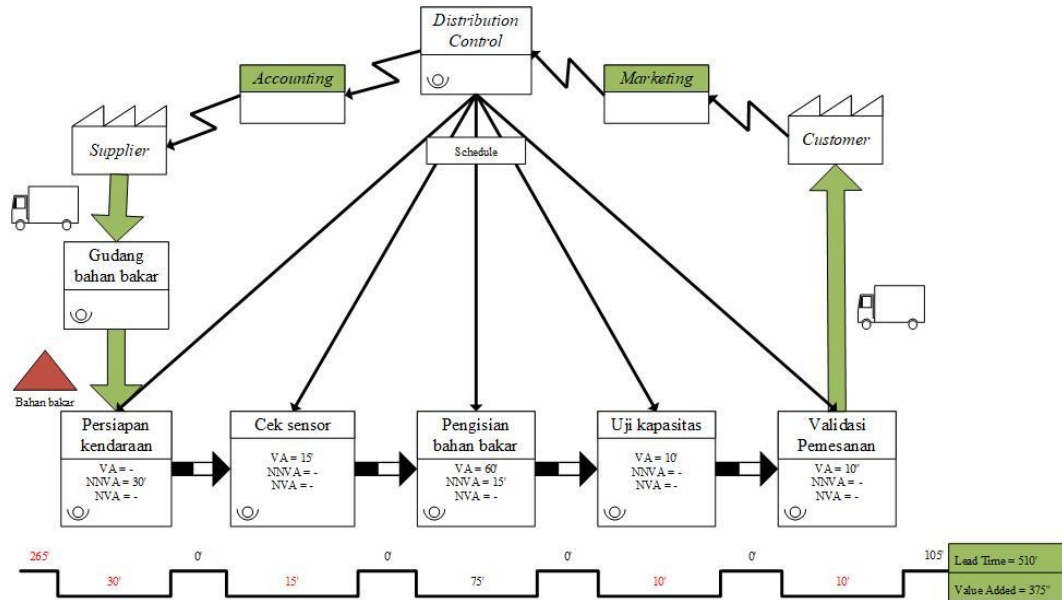 Distribution
Control
Accounting
Marketing
Supplier
Schedule
Customer
Gudang
bahan bakar
Bahan bakar
Persiapan
kendaraan
VA = -
NNVA = 30'
NVA = -
Cek sensor
VA = 15'
NNVA = -
NVA = -
Pengisian
bahan bakar
VA = 60'
NNVA = 15'
NVA = -
Uji kapasitas
VA = 10'
NNVA = -
NVA = -
Validasi
Pemesanan
VA = 10"
NNVA = -
NVA = -
265'
0'
0'
0'
0'
105'
30'
15'
75'
10'
10'
Lead Time = 510'
Value Added = 375"